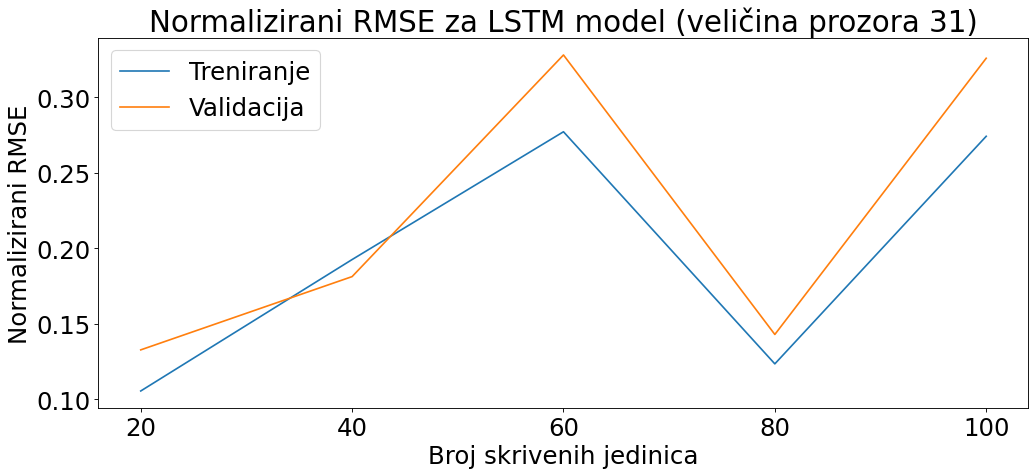 Normalizirani RMSE za LSTM model (veličina prozora 31)
Treniranje
Validacija
Normalizirani RMSE
0.30
0.25
0.20
0.15
0.10
20 40 60 80 100
Broj skrivenih jedinica